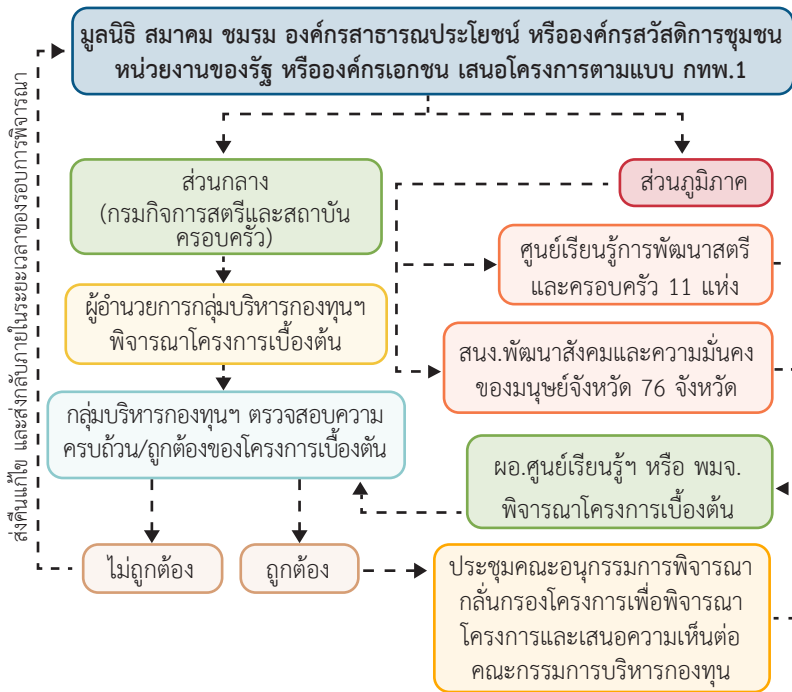 มูลนิธิ สมาคม ชมรม องค์กรสาธารณประโยชน์ หรือองค์กรสวัสดิการชุมชน
หน่วยงานของรัฐ หรือองค์กรเอกชน เสนอโครงการตามแบบ กทพ.1
ส่งคืนแก้ไข และส่งกลับภายในระยะเวลาของรอบการพิจารณา
ส่วนกลาง
(กรมกิจการสตรีและสถาบัน
ครอบครัว)
ส่วนภูมิภาค
ศูนย์เรียนรู้การพัฒนาสตรี
และครอบครัว 11 แห่ง
ผู้อำนวยการกลุ่มบริหารกองทุนฯ
พิจารณาโครงการเบื้องต้น
สนง.พัฒนาสังคมและความมั่นคง
ของมนุษย์จังหวัด 76 จังหวัด
กลุ่มบริหารกองทุนฯ ตรวจสอบความ
ครบถ้วน/ถูกต้องของโครงการเบื้องตัน
ผอ.ศูนย์เรียนรู้ฯ หรือ พมจ.
พิจารณาโครงการเบื้องต้น
ไม่ถูกต้อง
ถูกต้อง
ประชุมคณะอนุกรรมการพิจารณา
กลั่นกรองโครงการเพื่อพิจารณา
โครงการและเสนอความเห็นต่อ
คณะกรรมการบริหารกองทุน